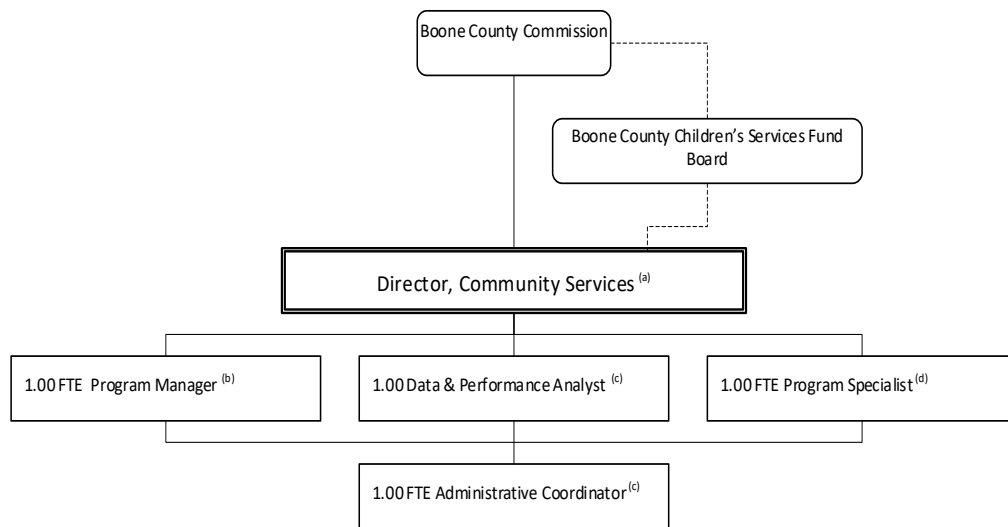 Boone County Commission
Boone County Children’s Services Fund
Board
Director, Community Services (a)
1.00 FTE Program Manager (b)
1.00 Data & Performance Analyst (c)
1.00 FTE Program Specialist (d)
1.00 FTE Administrative Coordinator (c)